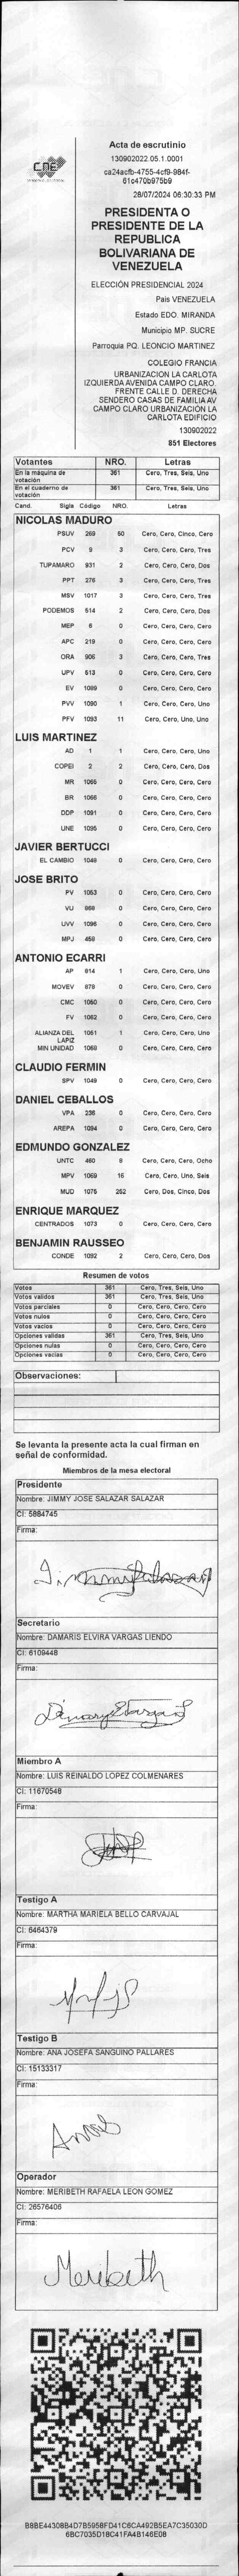 CNE
Acta de escrutinio
130902022.05.1.0001
ca24acfb-4755-4cf9-984f-
61c470b975b9
28/07/2024 06:30:33 PM
PRESIDENTA O
PRESIDENTE DE LA
REPUBLICA
BOLIVARIANA DE
VENEZUELA
ELECCIÓN PRESIDENCIAL 2024
Pais VENEZUELA
Estado EDO. MIRANDA
Municipio MP. SUCRE
Parroquia PQ. LEONCIO MARTINEZ
COLEGIO FRANCIA
URBANIZACION LA CARLOTA
IZQUIERDA AVENIDA CAMPO CLARO.
FRENTE CALLE D. DERECHA
SENDERO CASAS DE FAMILIA AV
CAMPO CLARO URBANIZACIÓN LA
CARLOTA EDIFICIO
130902022
851 Electores
Votantes NRO. Letras
En la máquina de votación 361 Cero, Tres, Seis, Uno
En el cuaderno de votación 361 Cero, Tres, Seis, Uno
Cand. Sigla Código NRO. Letras
NICOLAS MADURO
PSUV 269 50 Cero, Cero, Cinco, Cero
PCV 9 3 Cero, Cero, Cero, Tres
TUPAMARO 931 2 Cero, Cero, Cero, Dos
PPT 276 3 Cero, Cero, Cero, Tres
MSV 1017 3 Cero, Cero, Cero, Tres
PODEMOS 514 2 Cero, Cero, Cero, Dos
MEP 6 0 Cero, Cero, Cero, Cero
APC 219 0 Cero, Cero, Cero, Cero
ORA 906 3 Cero, Cero, Cero, Tres
UPV 513 0 Cero, Cero, Cero, Cero
EV 1089 0 Cero, Cero, Cero, Cero
PVV 1090 1 Cero, Cero, Cero, Uno
PFV 1093 11 Cero, Cero, Uno, Uno
LUIS MARTINEZ
AD 1 1 Cero, Cero, Cero, Uno
COPEI 2 2 Cero, Cero, Cero, Dos
MR 1065 0 Cero, Cero, Cero, Cero
BR 1066 0 Cero, Cero, Cero, Cero
DDP 1091 0 Cero, Cero, Cero, Cero
UNE 1095 0 Cero, Cero, Cero, Cero
JAVIER BERTUCCI
EL CAMBIO 1048 0 Cero, Cero, Cero, Cero
JOSE BRITO
PV 1053 0 Cero, Cero, Cero, Cero
VU 968 0 Cero, Cero, Cero, Cero
UVV 1096 0 Cero, Cero, Cero, Cero
MPJ 458 0 Cero, Cero, Cero, Cero
ANTONIO ECARRI
AP 814 1 Cero, Cero, Cero, Uno
MOVEV 879 0 Cero, Cero, Cero, Cero
CMC 1050 0 Cero, Cero, Cero, Cero
FV 1062 0 Cero, Cero, Cero, Cero
ALIANZA DEL LAPIZ 1051 1 Cero, Cero, Cero, Uno
MIN UNIDAD 1068 0 Cero, Cero, Cero, Cero
CLAUDIO FERMIN
SPV 1049 0 Cero, Cero, Cero, Cero
DANIEL CEBALLOS
VPA 236 0 Cero, Cero, Cero, Cero
AREPA 1094 0 Cero, Cero, Cero, Cero
EDMUNDO GONZALEZ
UNTC 460 8 Cero, Cero, Cero, Ocho
MPV 1069 16 Cero, Cero, Uno, Seis
MUD 1075 252 Cero, Dos, Cinco, Dos
ENRIQUE MARQUEZ
CENTRADOS 1073 0 Cero, Cero, Cero, Cero
BENJAMIN RAUSSEO
CONDE 1092 2 Cero, Cero, Cero, Dos
Resumen de votos
Votos 361 Cero, Tres, Seis, Uno
Votos validos 361 Cero, Tres, Seis, Uno
Votos parciales 0 Cero, Cero, Cero, Cero
Votos nulos 0 Cero, Cero, Cero, Cero
Votos vacios 0 Cero, Cero, Cero, Cero
Opciones validas 361 Cero, Tres, Seis, Uno
Opciones nulas 0 Cero, Cero, Cero, Cero
Opciones vacias 0 Cero, Cero, Cero, Cero
Observaciones:
Se levanta la presente acta la cual firman en
señal de conformidad.
Miembros de la mesa electoral
Presidente
Nombre: JIMMY JOSE SALAZAR SALAZAR
CI: 5884745
Firma:
Secretario
Nombre: DAMARIS ELVIRA VARGAS LIENDO
CI: 6109448
Firma:
Miembro A
Nombre: LUIS REINALDO LOPEZ COLMENARES
CI: 11670548
Firma:
Testigo A
Nombre: MARTHA MARIELA BELLO CARVAJAL
CI: 6464379
Firma:
Testigo B
Nombre: ANA JOSEFA SANGUINO PALLARES
CI: 15133317
Firma:
Operador
Nombre: MERIBETH RAFAELA LEON GOMEZ
CI: 26576406
Firma:
Meribeth
B8BE44308B4D7B5958FD41C6CA492B5EA7C35030D
6BC7035D18C41FA4B146E08